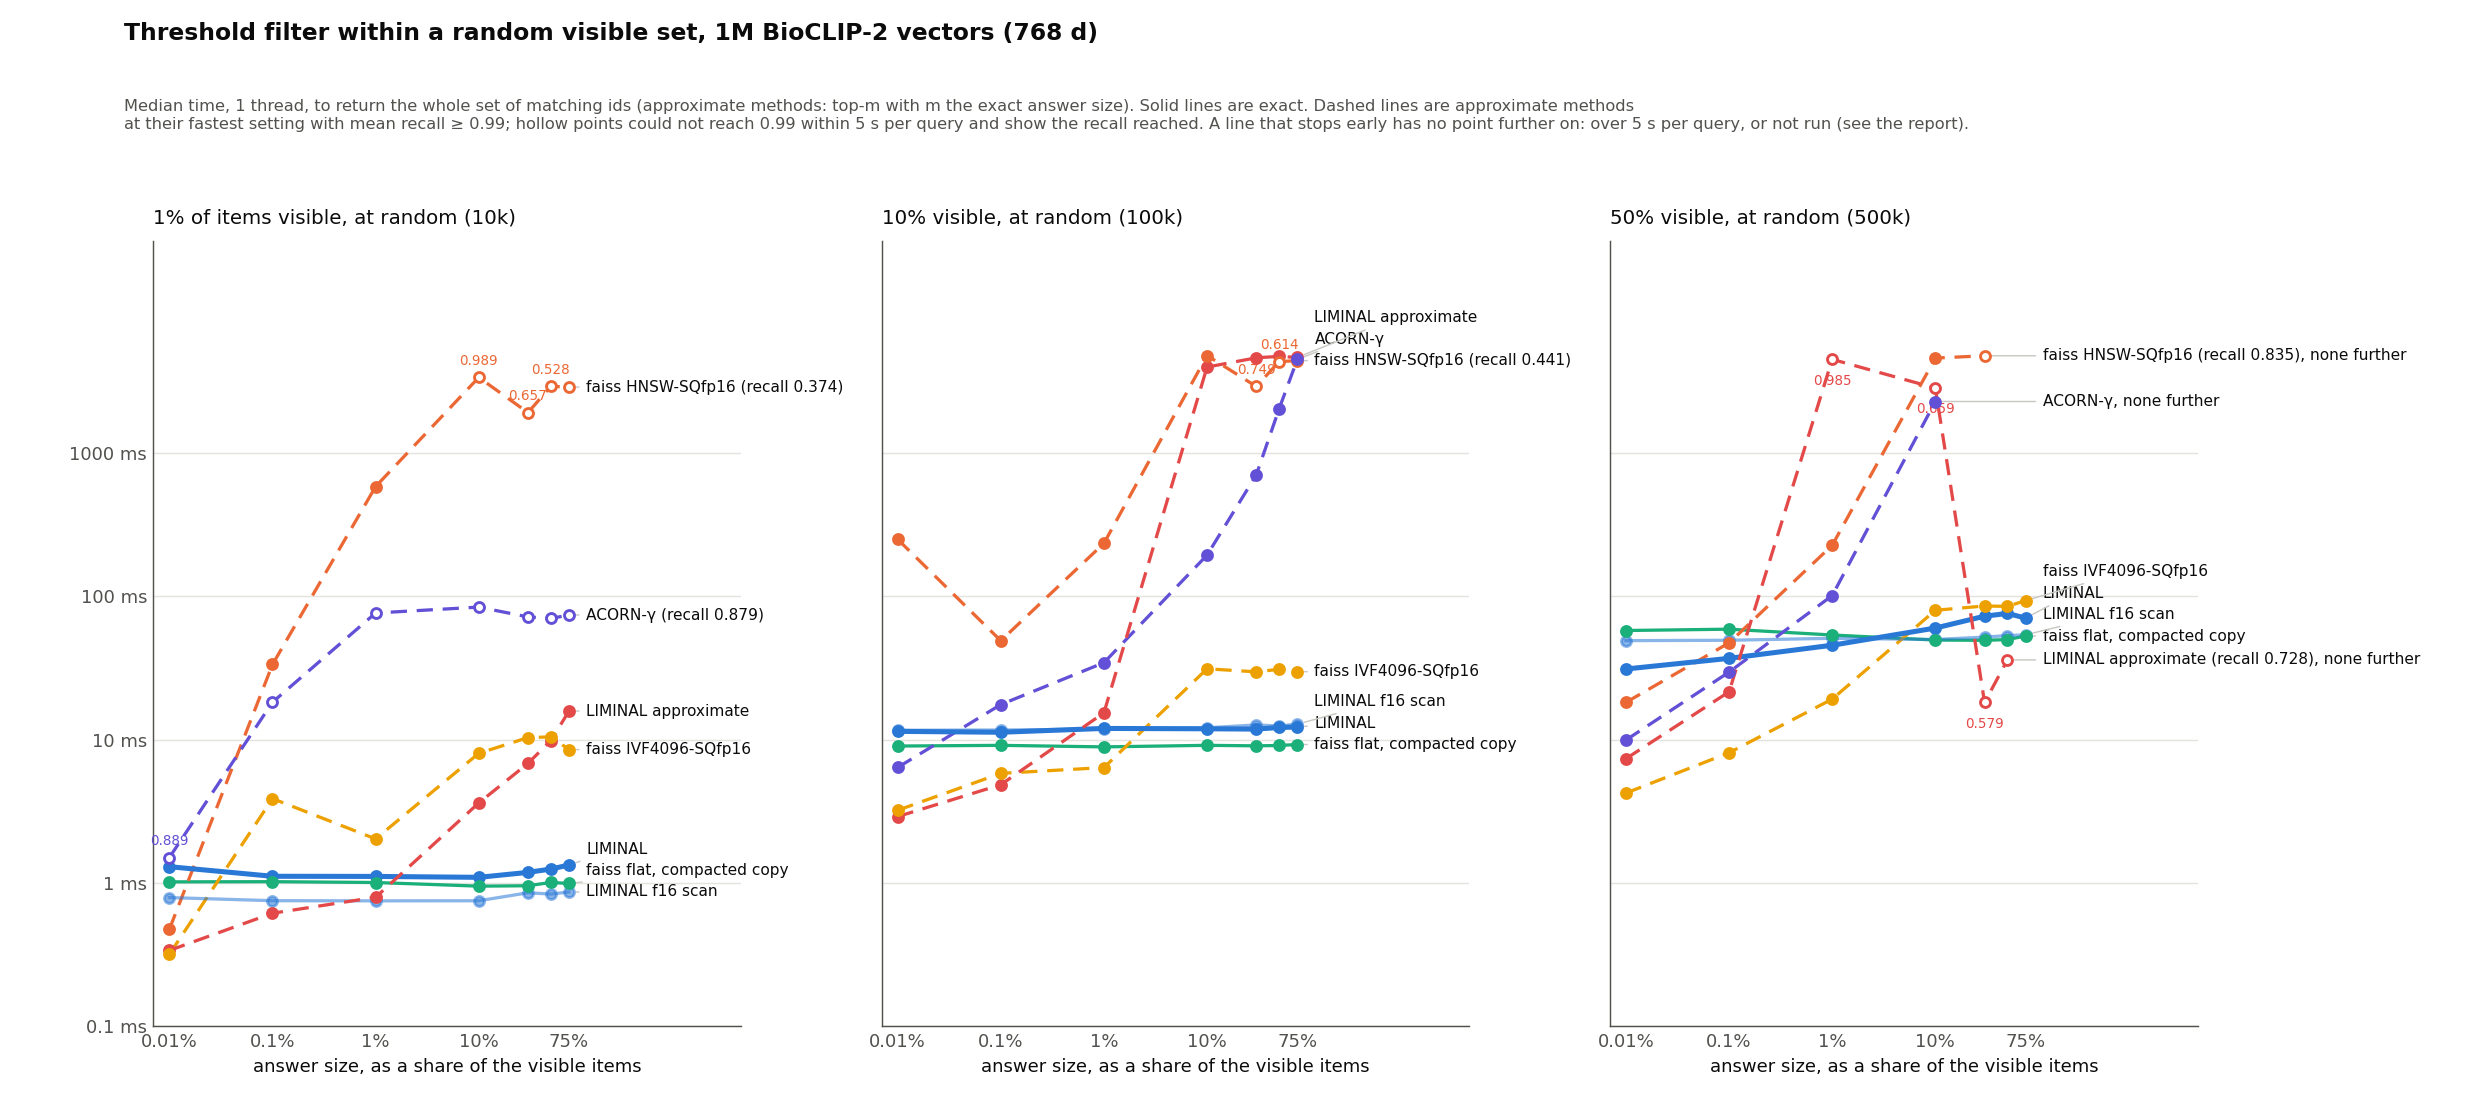 Threshold filter within a random visible set, 1M BioCLIP-2 vectors (768 d)
Median time, 1 thread, to return the whole set of matching ids (approximate methods: top-m with m the exact answer size). Solid lines are exact. Dashed lines are approximate methods
at their fastest setting with mean recall ≥ 0.99; hollow points could not reach 0.99 within 5 s per query and show the recall reached. A line that stops early has no point further on: over 5 s per query, or not run (see the report).
1% of items visible, at random (10k)
1000 ms
100 ms
10 ms
1 ms
0.1 ms
0.989
0.528
0.657
faiss HNSW-SQfp16 (recall 0.374)
ACORN-γ (recall 0.879)
LIMINAL approximate
faiss IVF4096-SQfp16
0.889
LIMINAL
faiss flat, compacted copy
LIMINAL f16 scan
0.01%
0.1%
1%
10%
75%
answer size, as a share of the visible items
10% visible, at random (100k)
LIMINAL approximate
ACORN-γ
0.614
faiss HNSW-SQfp16 (recall 0.441)
0.749
faiss IVF4096-SQfp16
LIMINAL f16 scan
LIMINAL
faiss flat, compacted copy
0.01%
0.1%
1%
10%
75%
answer size, as a share of the visible items
50% visible, at random (500k)
faiss HNSW-SQfp16 (recall 0.835), none further
0.985
ACORN-γ, none further
faiss IVF4096-SQfp16
LIMINAL
LIMINAL f16 scan
faiss flat, compacted copy
LIMINAL approximate (recall 0.728), none further
0.579
0.01%
0.1%
1%
10%
75%
answer size, as a share of the visible items